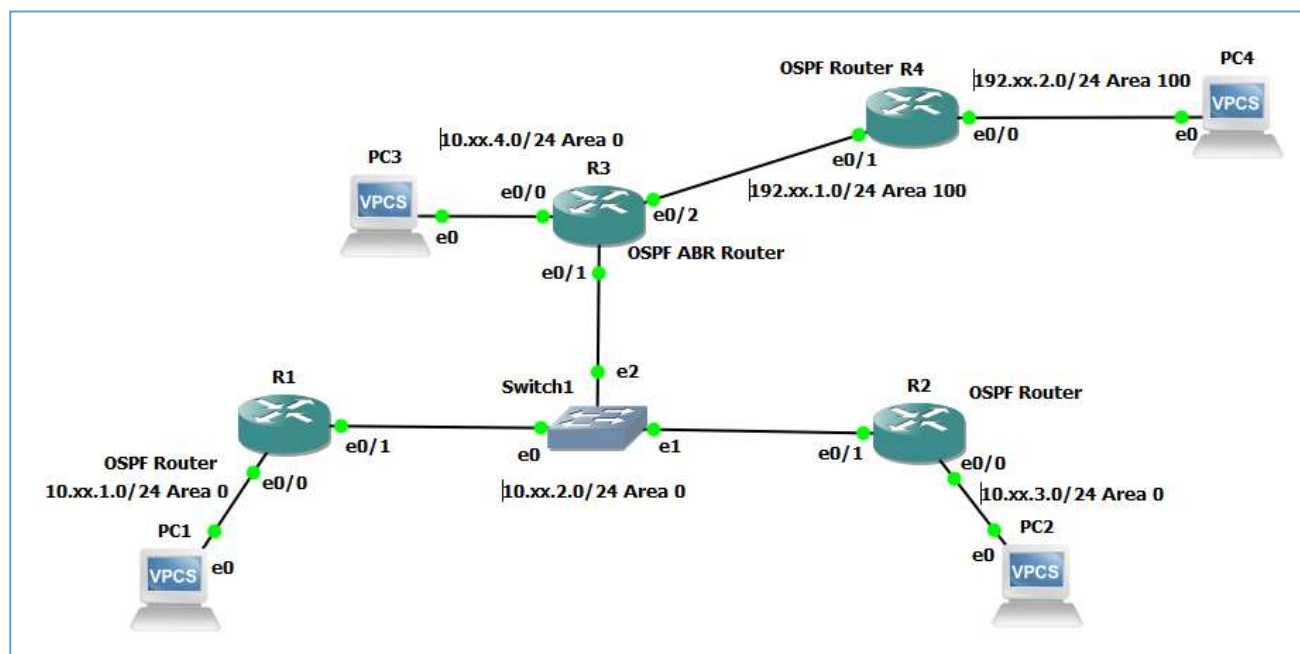 PC4
OSPF Router R4
192.xx.2.0/24 Area 100
VPCS
e0/0
e0
10.xx.4.0/24 Area 0
e0/1
PC3
R3
192.xx.1.0/24 Area 100
e0/0
VPCS
e0/2
e0
OSPF ABR Router
e0/1
e2
R1
Switch1
R2
OSPF Router
e0/1
e0
e1
e0/1
OSPF Router
e0/0
e0/0
10.xx.1.0/24 Area 0
10.xx.2.0/24 Area 0
10.xx.3.0/24 Area 0
PC1
PC2
e0
e0
VPCS
VPCS